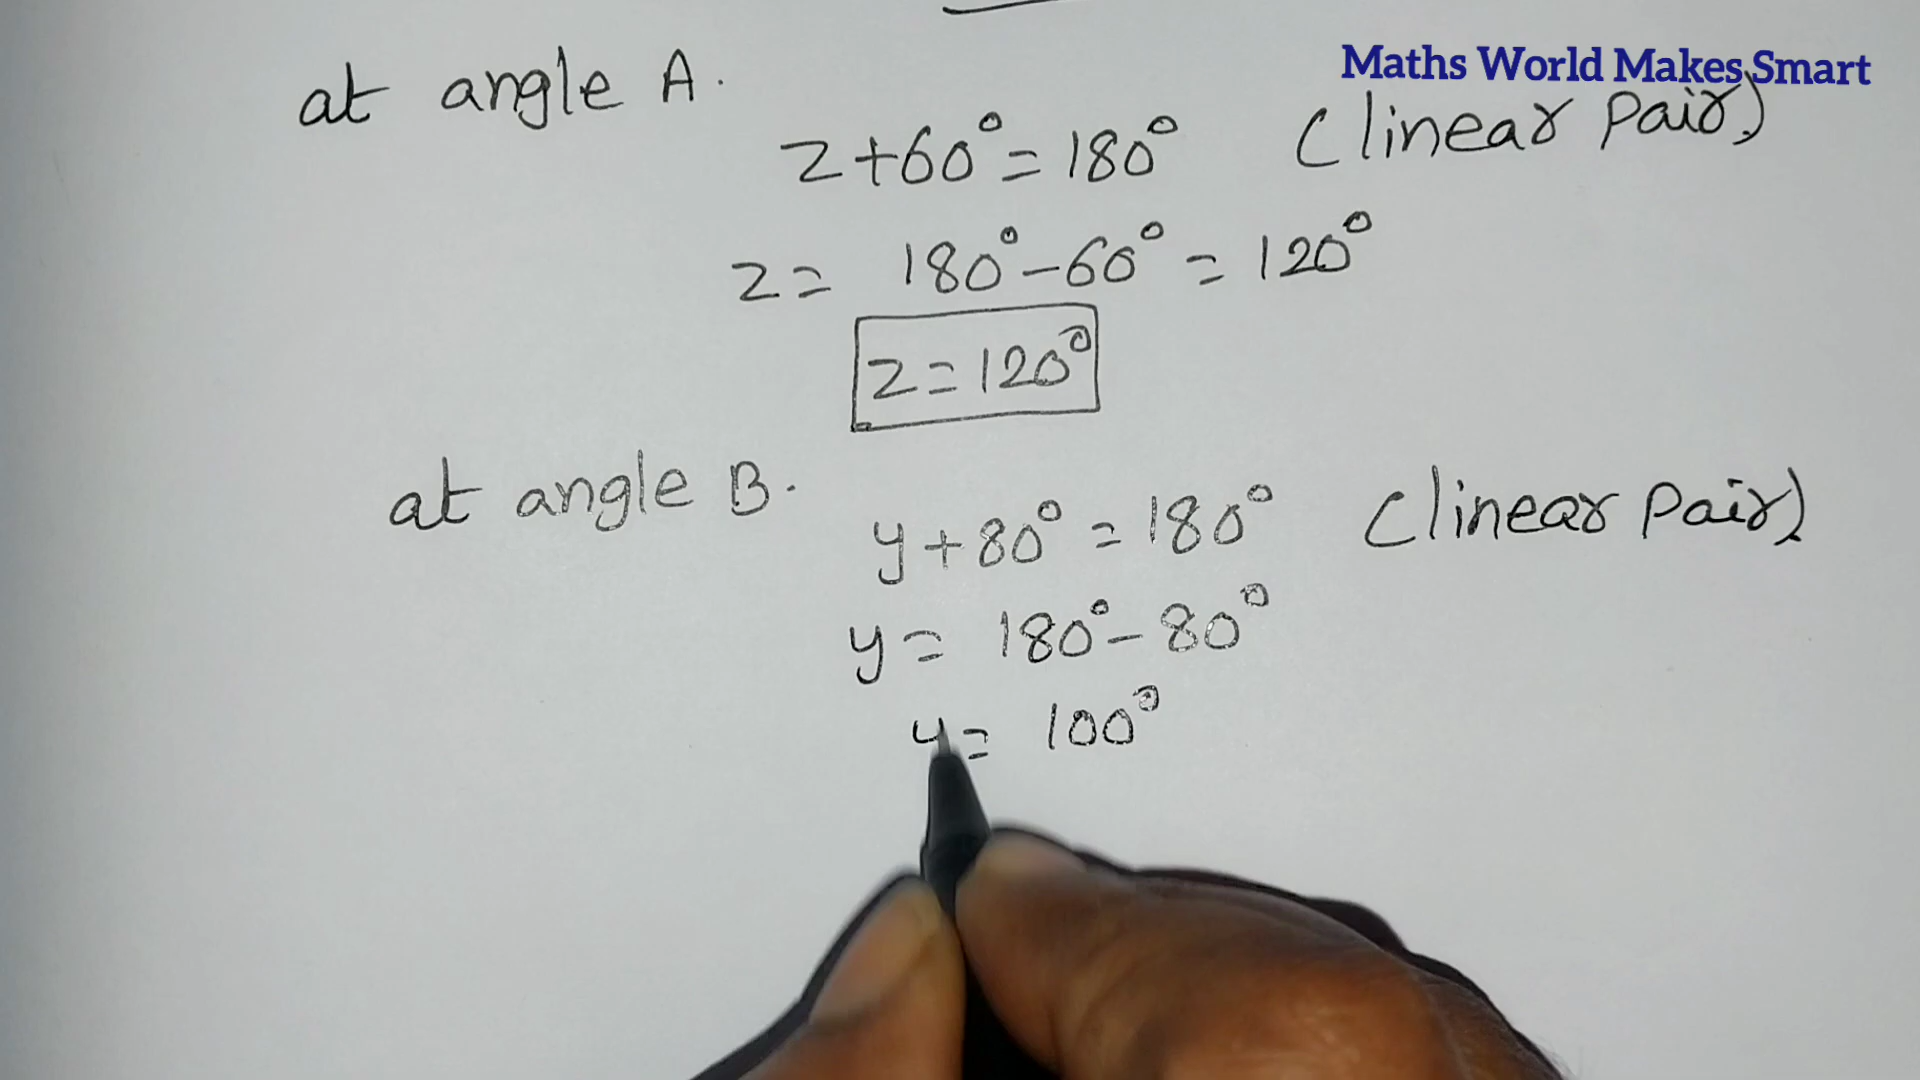 Maths World Makes Smart
at angle A.
z+60°=180° (linear pair)
z= 180°-60° = 120°
z=120°
at angle B.
y+80°=180° (linear pair)
y= 180°-80°
y= 100°